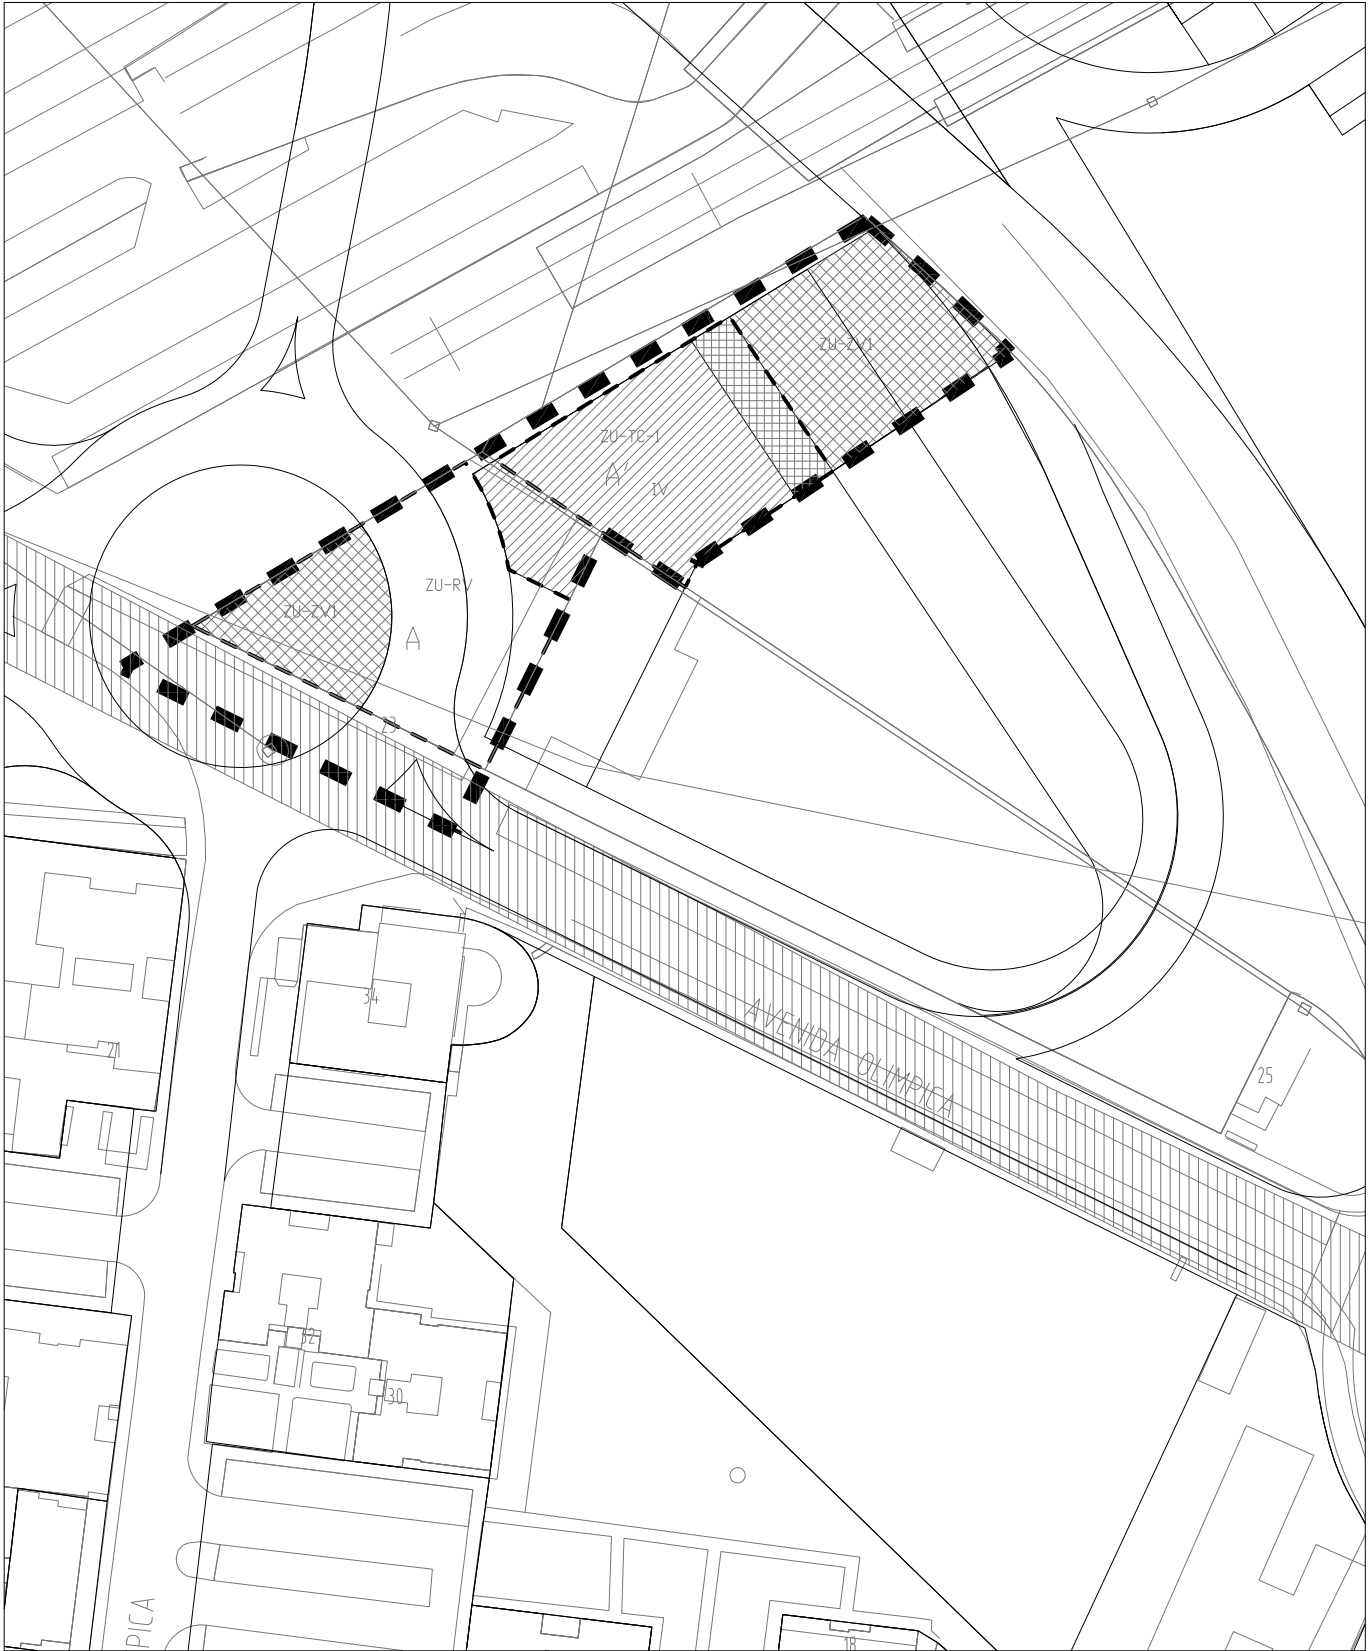 ZU-ZV1
ZU-TC-1
A'
IV
ZU-RV
ZU-ZV1
A
23
34
21
AVENIDA OLIMPICA
25
32
30
PICA
18